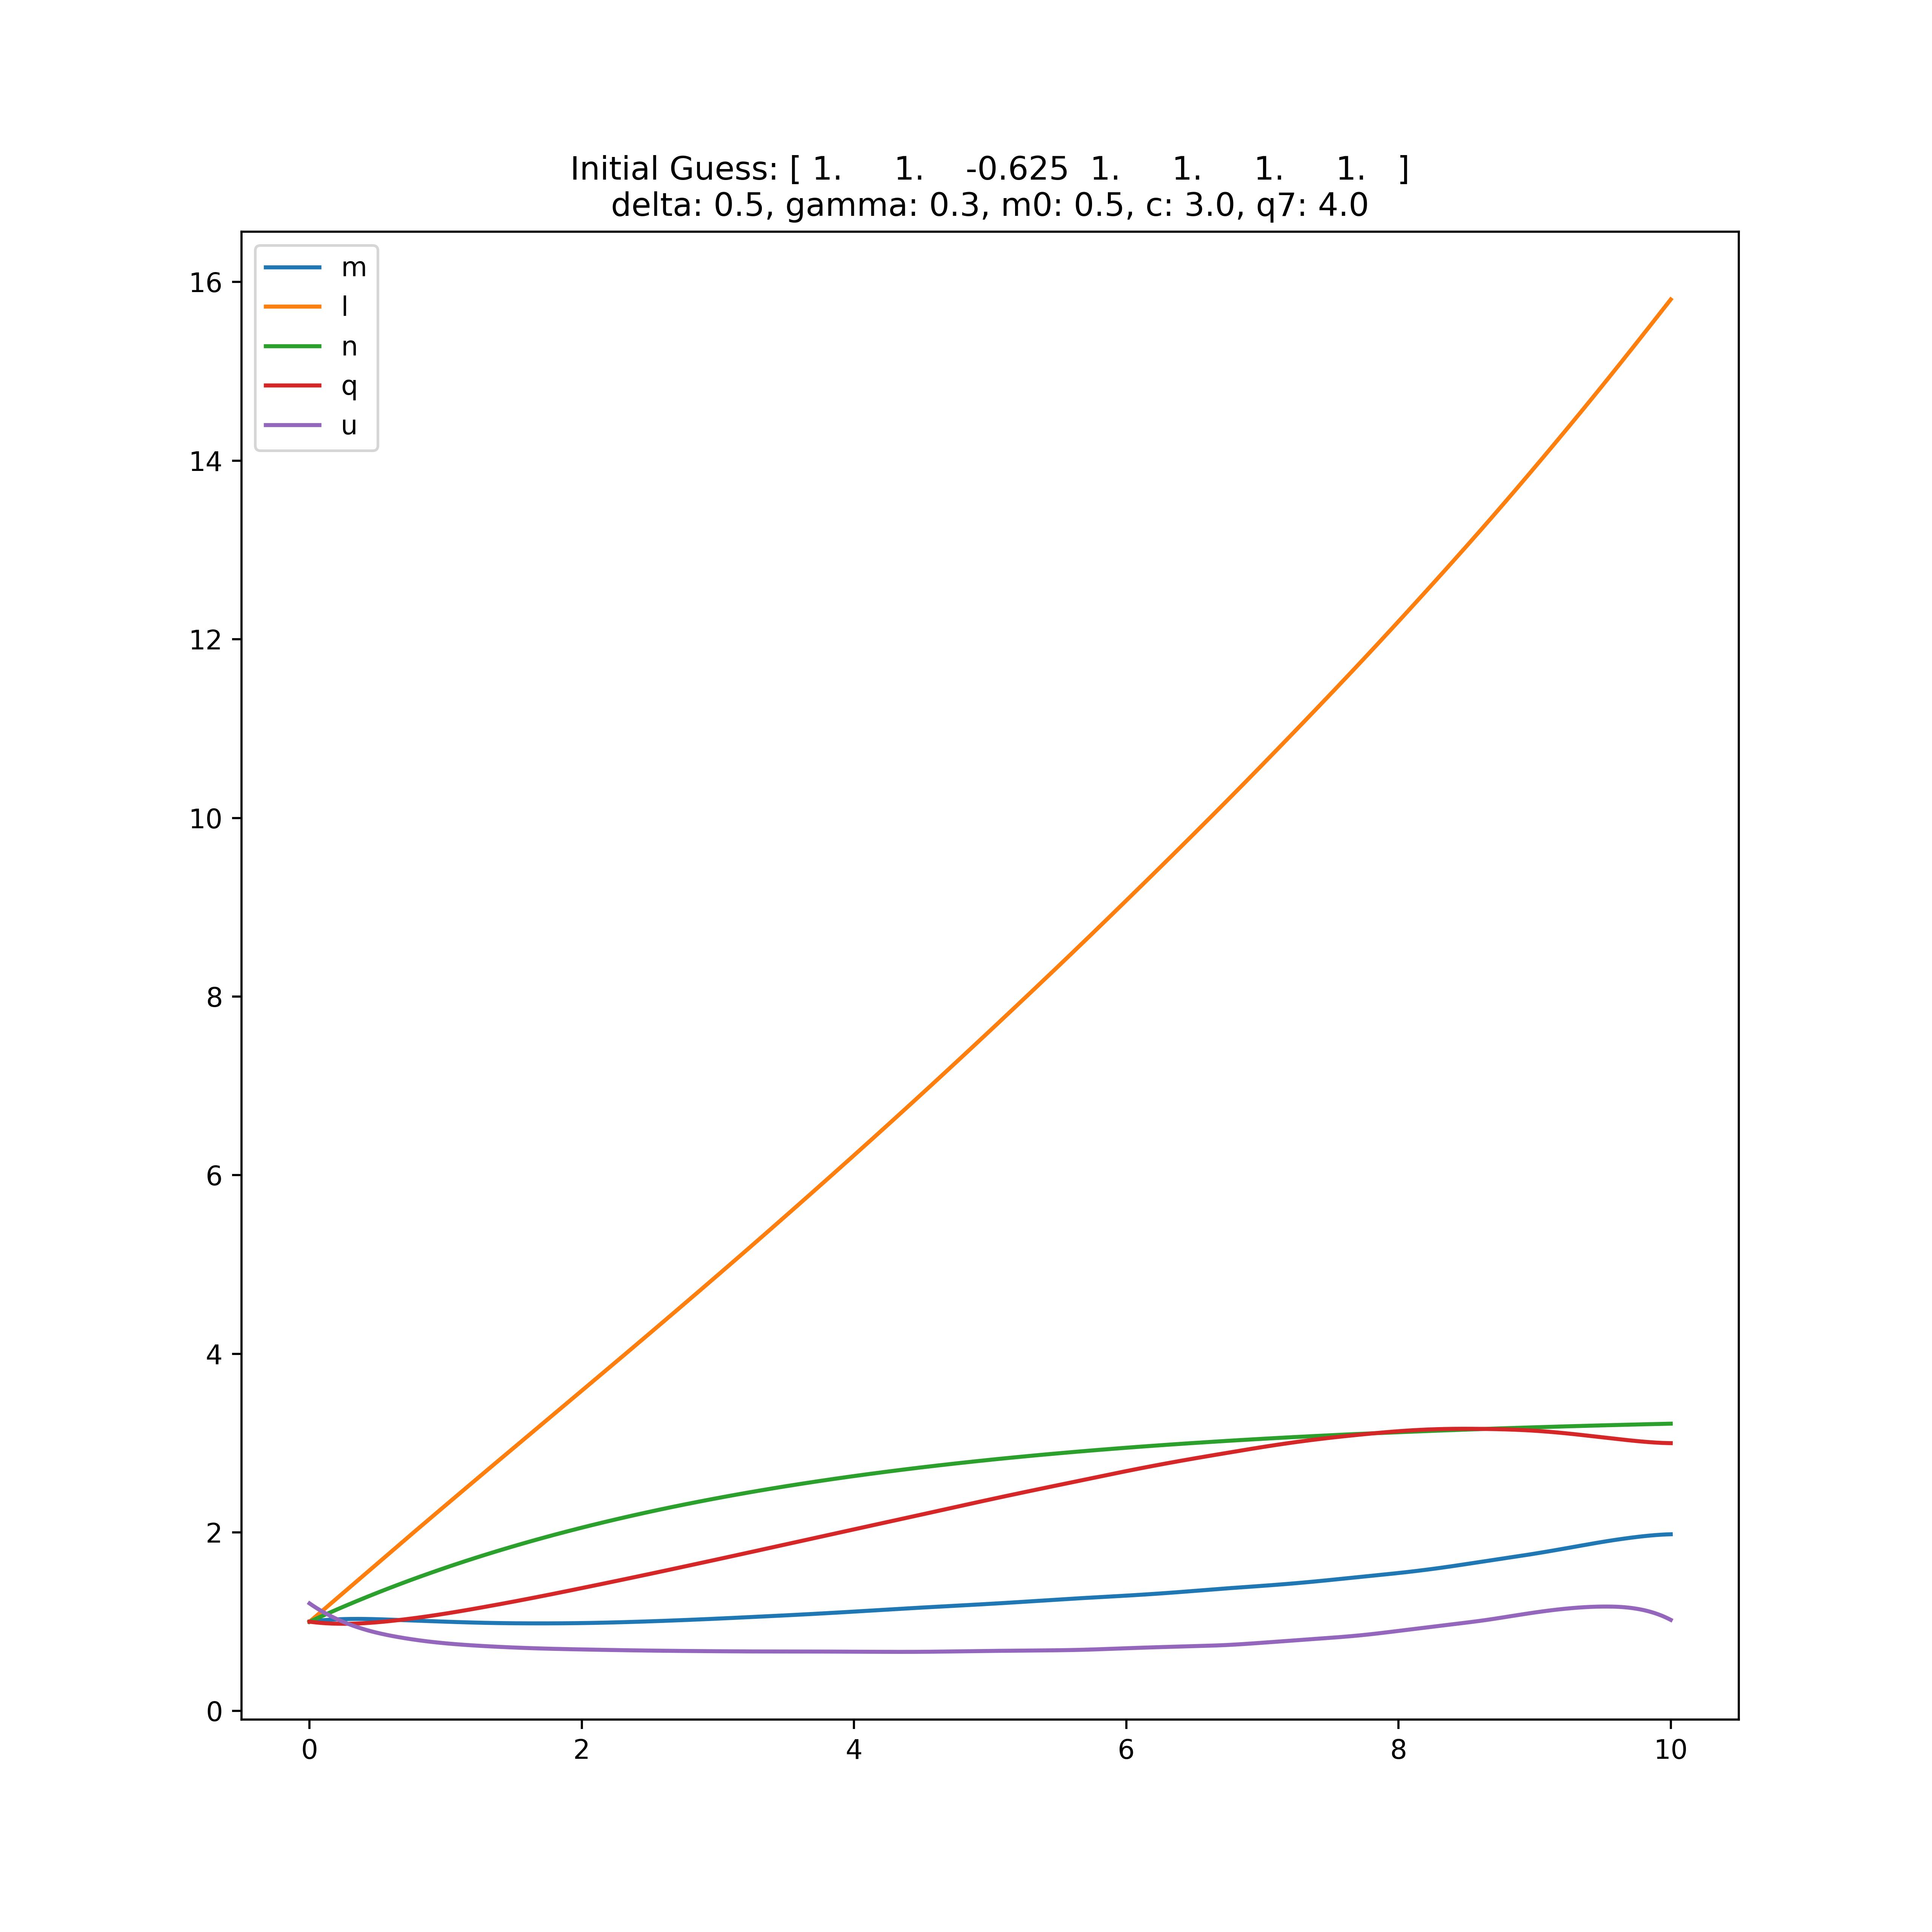 Initial Guess: [ 1. 1. -0.625 1. 1. 1. 1. ]
delta: 0.5, gamma: 0.3, m0: 0.5, c: 3.0, q7: 4.0
m
l
n
q
u
16
14
12
10
8
6
4
2
0
0 2 4 6 8 10